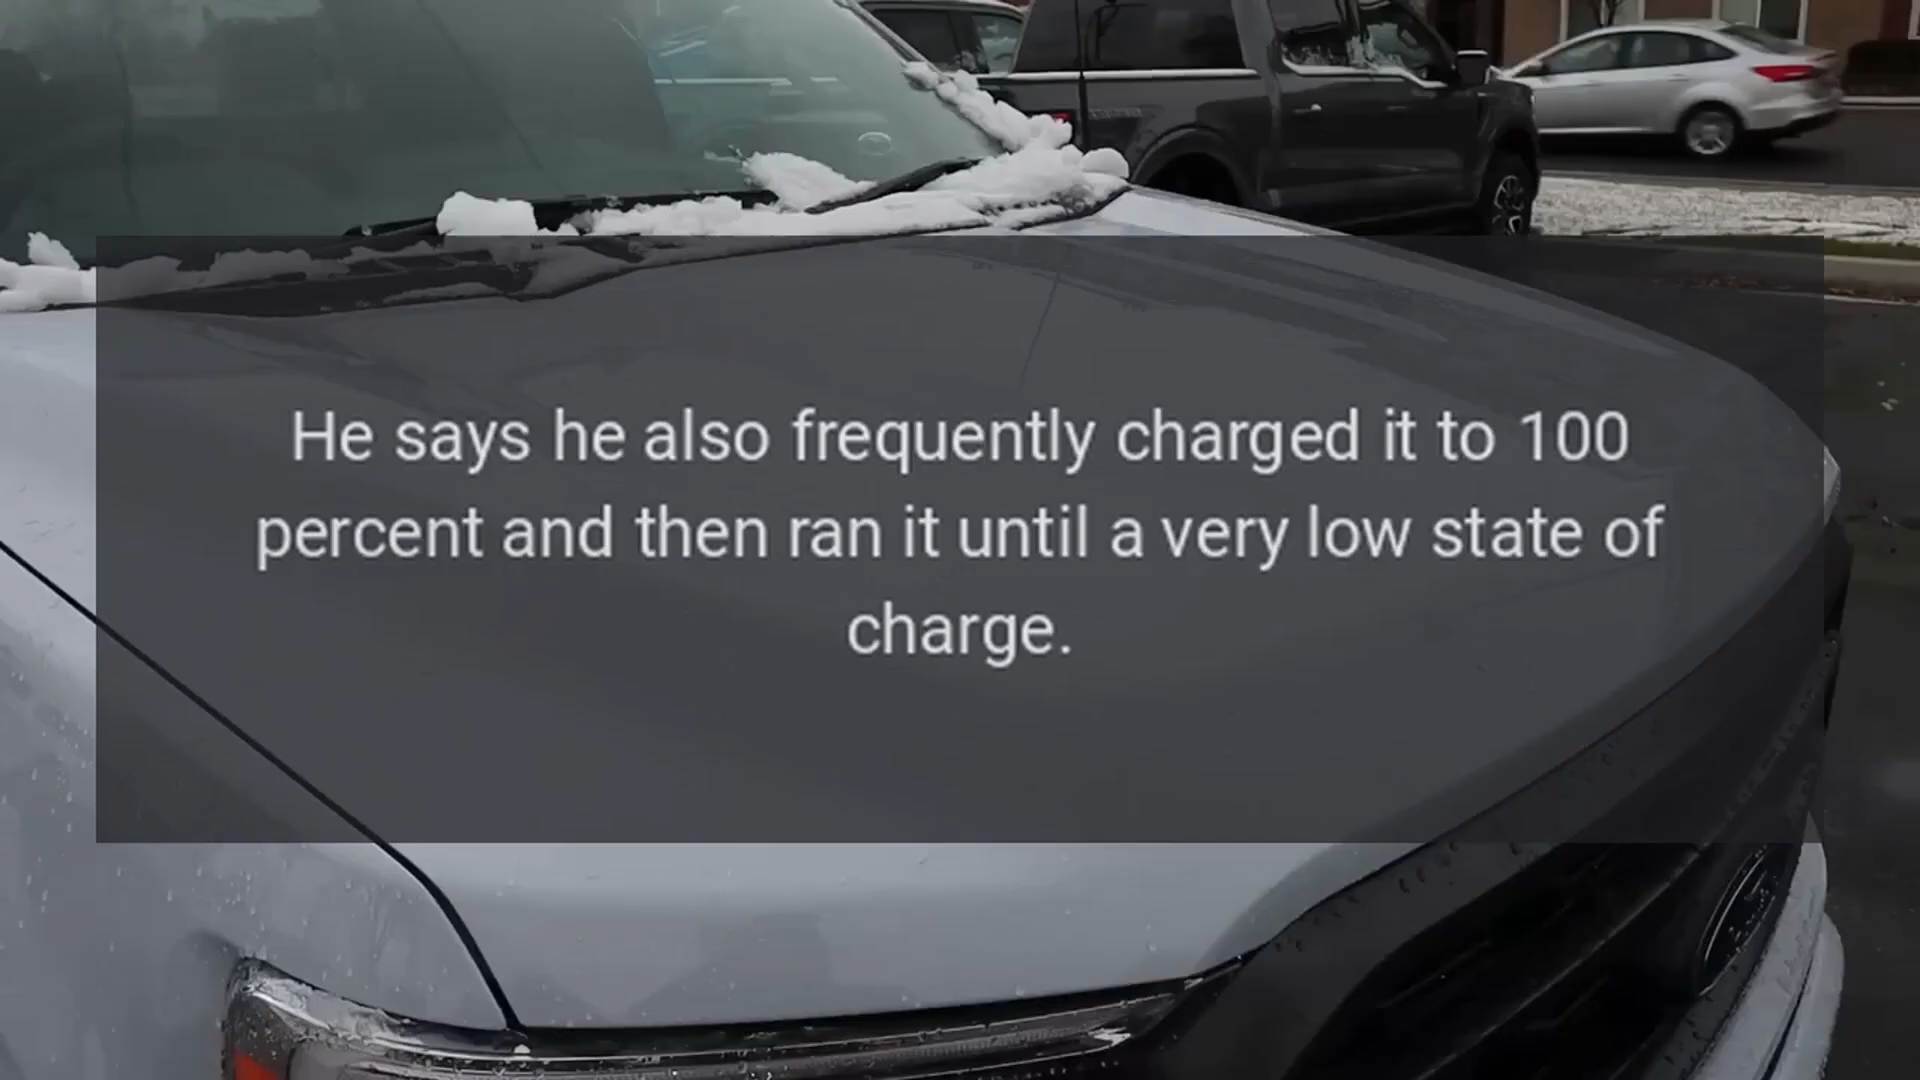 He says he also frequently charged it to 100
percent and then ran it until a very low state of
charge.